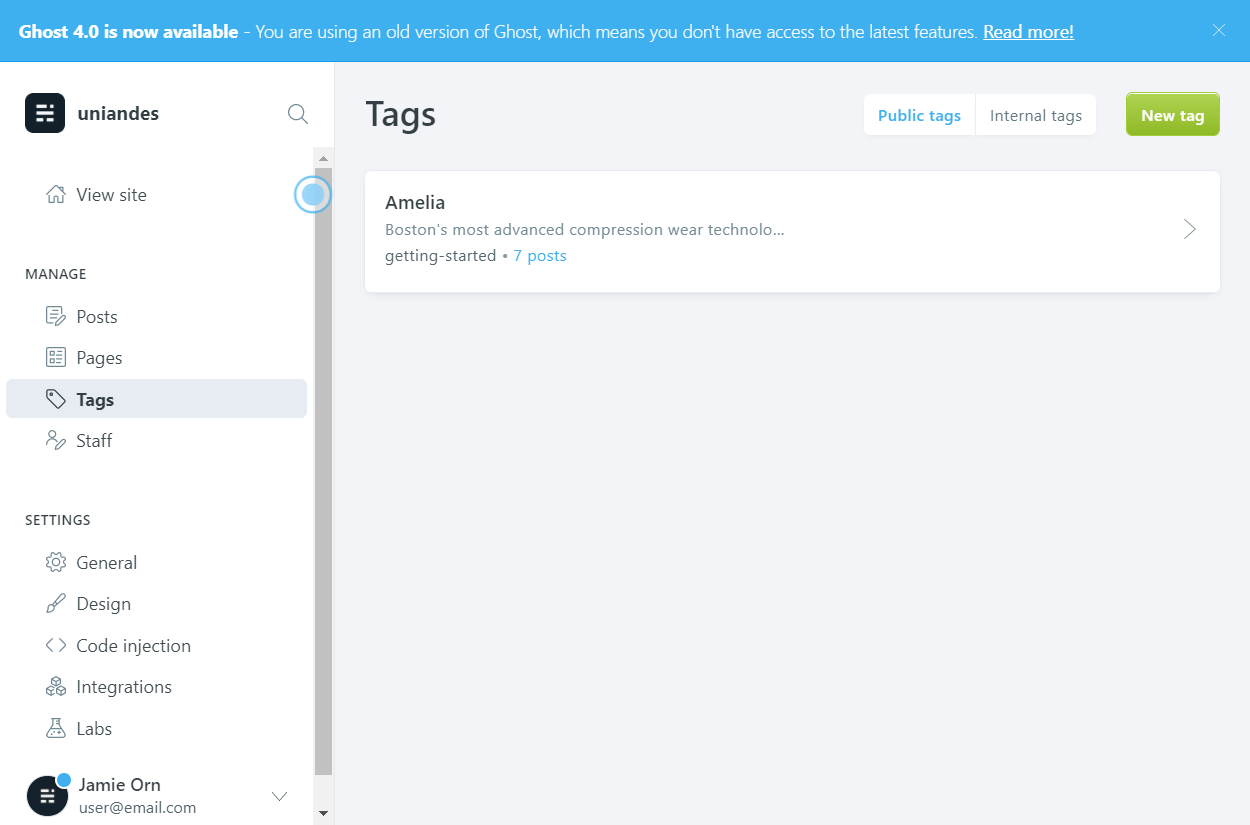 Ghost 4.0 is now available - You are using an old version of Ghost, which means you don't have access to the latest features. Read more!
uniandes
View site
MANAGE
Posts
Pages
Tags
Staff
SETTINGS
General
Design
Code injection
Integrations
Labs
Jamie Orn
user@email.com
Tags
Public tags
Internal tags
New tag
Amelia
Boston's most advanced compression wear technolo...
getting-started • 7 posts